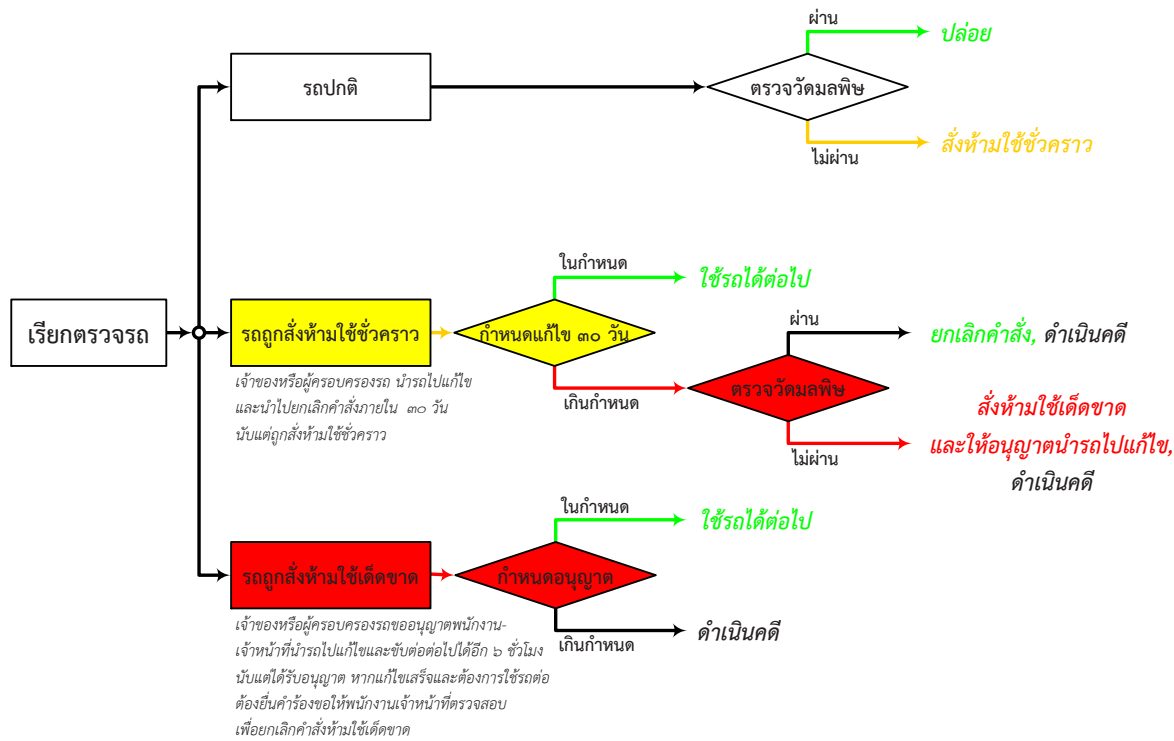 ผ่าน
ปล่อย
รถปกติ
ตรวจวัดมลพิษ
สั่งห้ามใช้ชั่วคราว
ไม่ผ่าน
ในกำหนด
ใช้รถได้ต่อไป
เรียกตรวจรถ
รถถูกสั่งห้ามใช้ชั่วคราว
กำหนดแก้ไข ๓๐ วัน
ผ่าน
ยกเลิกคำสั่ง, ดำเนินคดี
เจ้าของหรือผู้ครอบครองรถ นำรถไปแก้ไข
และนำไปยกเลิกคำสั่งภายใน ๓๐ วัน
นับแต่ถูกสั่งห้ามใช้ชั่วคราว
เกินกำหนด
ตรวจวัดมลพิษ
สั่งห้ามใช้เด็ดขาด
และให้อนุญาตนำรถไปแก้ไข,
ดำเนินคดี
ไม่ผ่าน
ในกำหนด
ใช้รถได้ต่อไป
รถถูกสั่งห้ามใช้เด็ดขาด
กำหนดอนุญาต
เกินกำหนด
ดำเนินคดี
เจ้าของหรือผู้ครอบครองรถขออนุญาตพนักงาน-
เจ้าหน้าที่นำรถไปแก้ไขและขับต่อต่อไปได้อีก ๖ ชั่วโมง
นับแต่ได้รับอนุญาต หากแก้ไขเสร็จและต้องการใช้รถต่อ
ต้องยื่นคำร้องขอให้พนักงานเจ้าหน้าที่ตรวจสอบ
เพื่อยกเลิกคำสั่งห้ามใช้เด็ดขาด